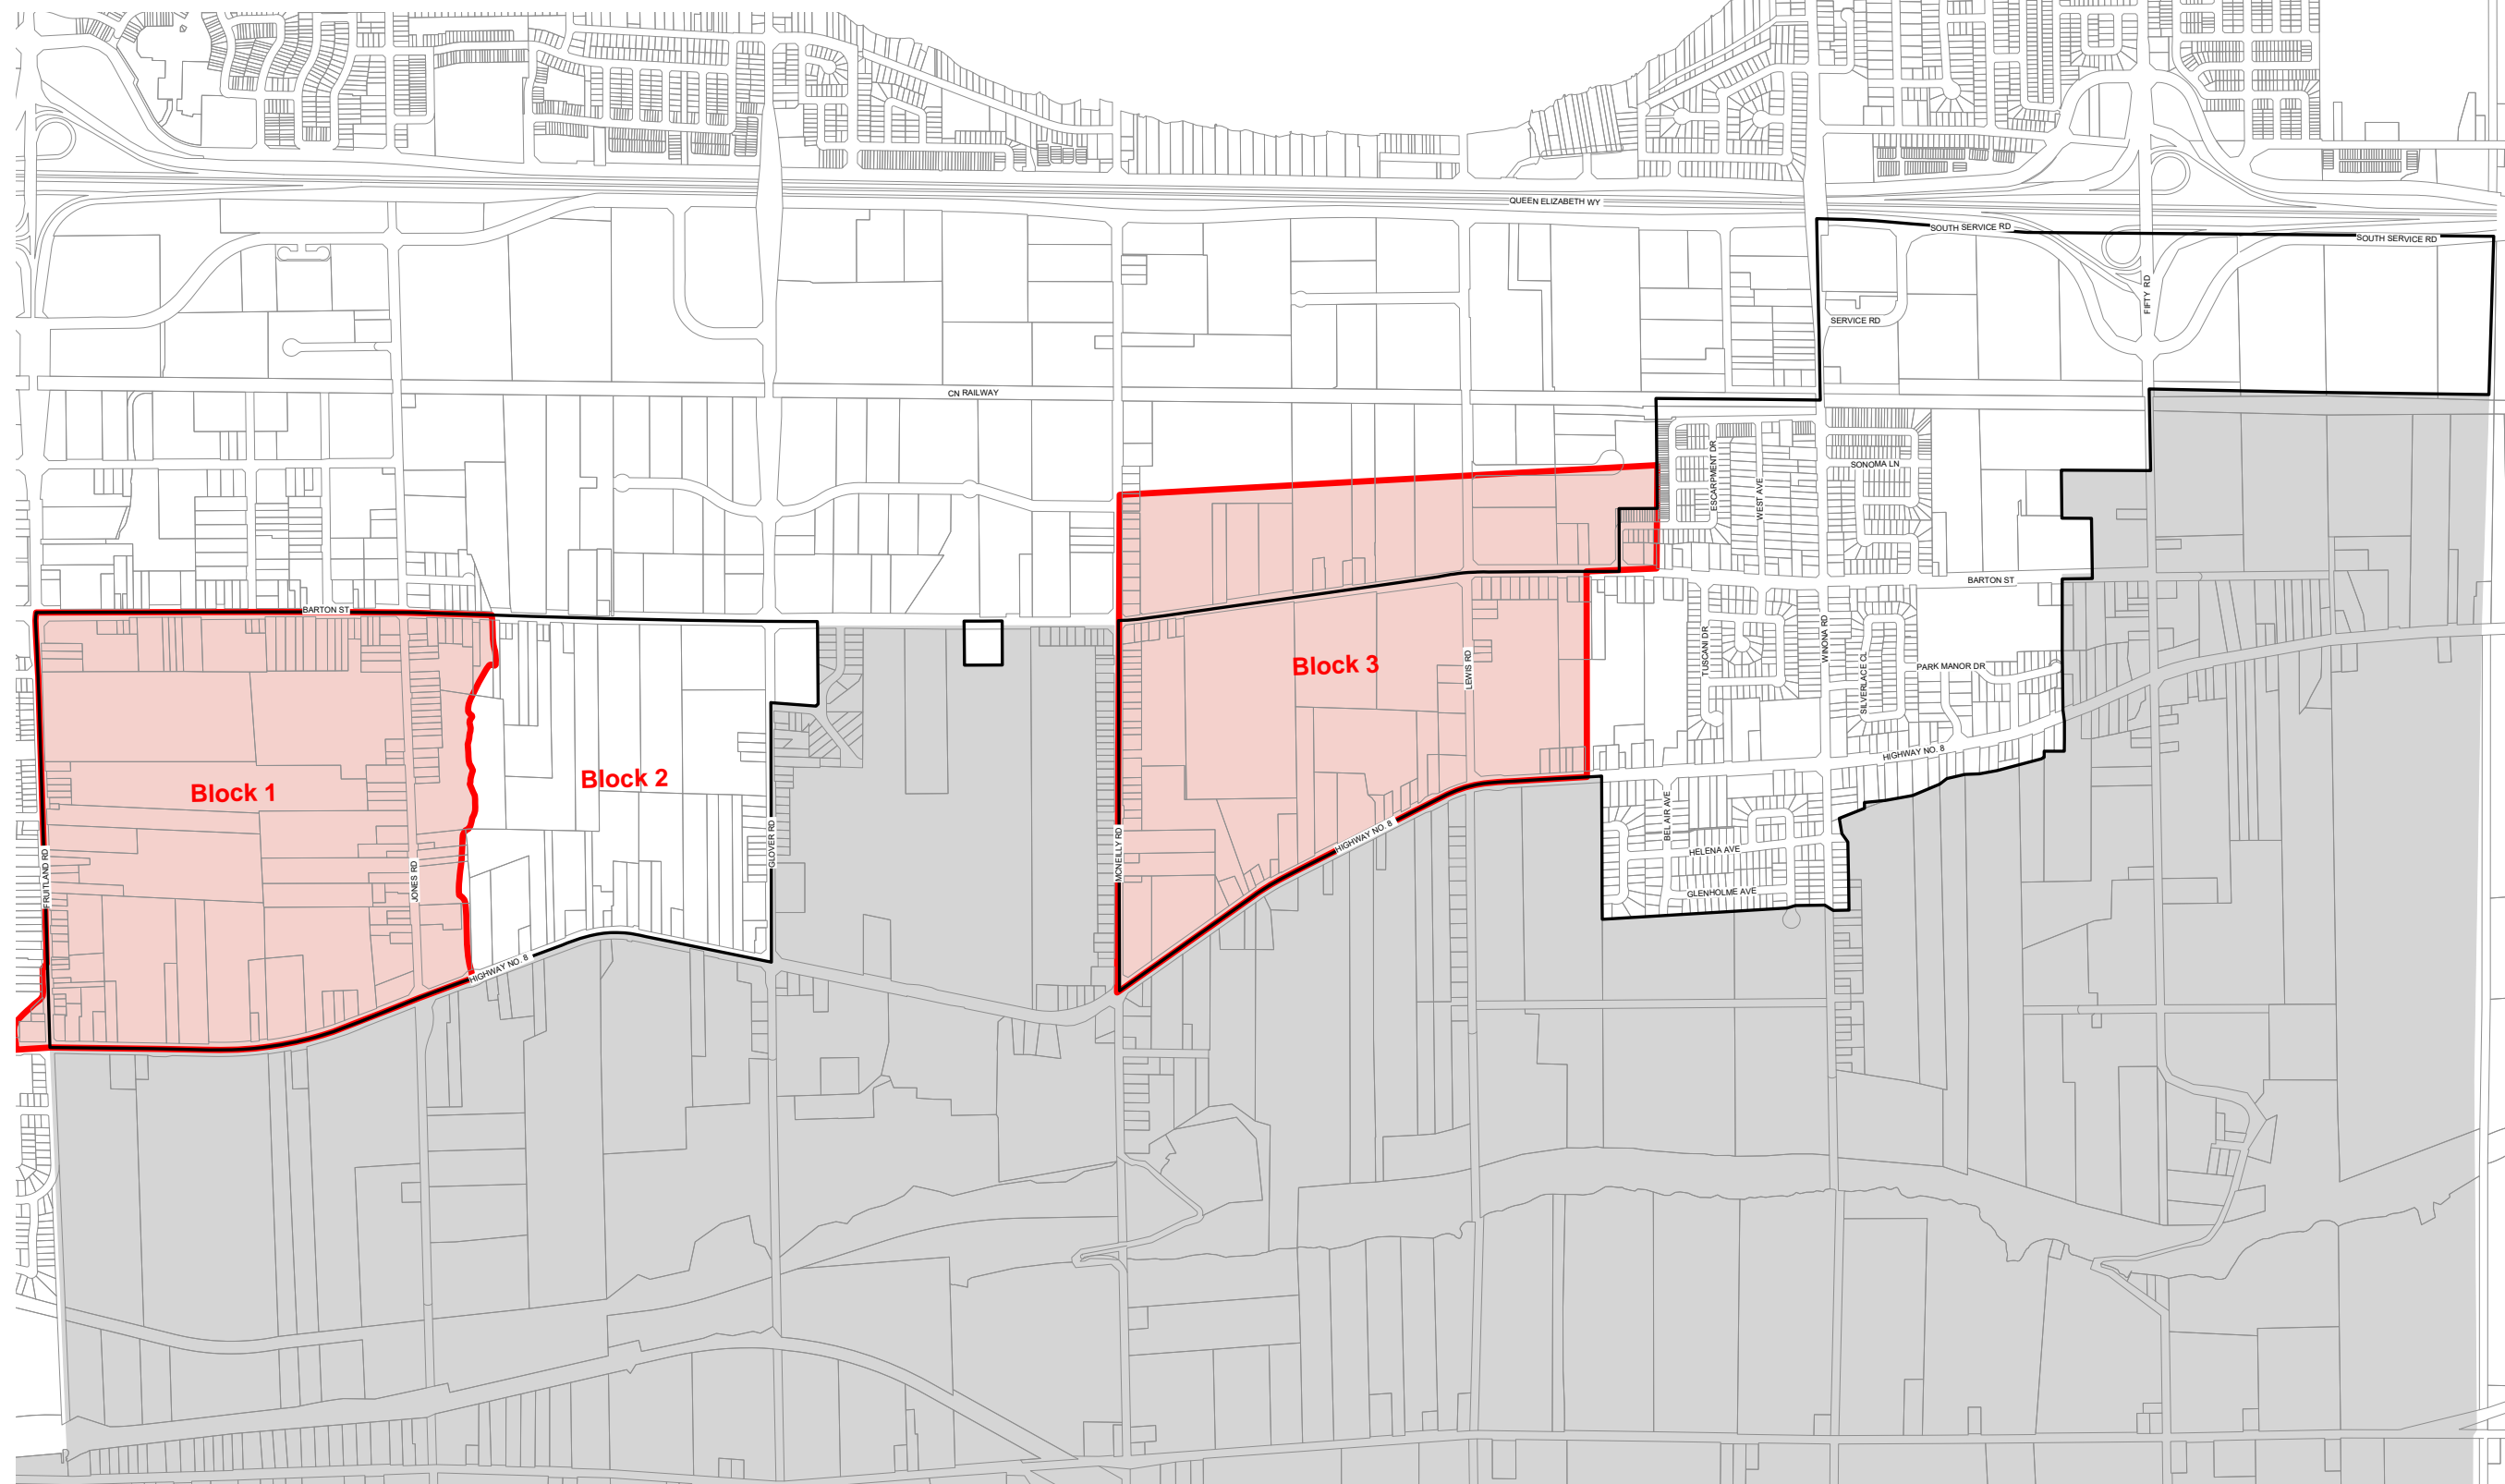 QUEEN ELIZABETH WY
SOUTH SERVICE RD
SOUTH SERVICE RD
FIFTY RD
SERVICE RD
CN RAILWAY
ESCARPMENT DR
WEST AVE
SONOMA LN
BARTON ST
BARTON ST
Block 3
LEWIS RD
TUSCANI DR
WINONA RD
SILVERLACE CL
PARK MANOR DR
HIGHWAY NO. 8
Block 1
Block 2
FRUITLAND RD
JONES RD
GLOVER RD
MCNEILLY RD
HIGHWAY NO. 8
BEL AIR AVE
HELENA AVE
GLENHOLME AVE
HIGHWAY NO. 8